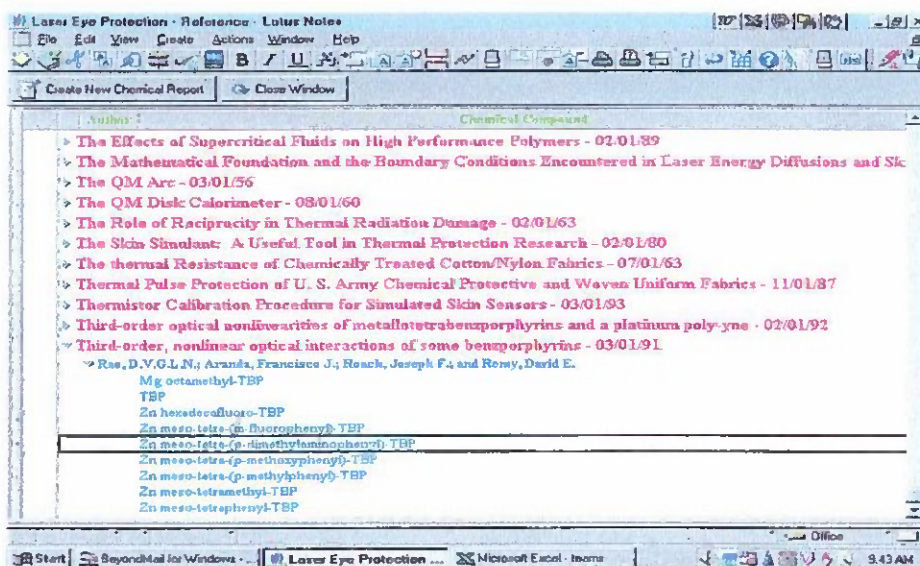 Laser Eye Protection - Reference - Lotus Notes
File Edit View Create Actions Window Help
B I U
Create New Chemical Report Close Window
Author Chemical Compound
The Effects of Supercritical Fluids on High Performance Polymers - 02/01/89
The Mathematical Foundation and the Boundary Conditions Encountered in Laser Energy Diffusions and Sk
The QM Arc - 03/01/56
The QM Disk Calorimeter - 08/01/60
The Role of Reciprocity in Thermal Radiation Damage - 02/01/63
The Skin Simulant: A Useful Tool in Thermal Protection Research - 02/01/80
The thermal Resistance of Chemically Treated Cotton/Nylon Fabrics - 07/01/63
Thermal Pulse Protection of U. S. Army Chemical Protective and Woven Uniform Fabrics - 11/01/87
Thermistor Calibration Procedure for Simulated Skin Sensors - 03/01/93
Third-order optical nonlinearities of metallotetrabenzporphyrins and a platinum poly-yne - 02/01/92
Third-order, nonlinear optical interactions of some benzporphyrins - 03/01/91
Rao, D.V.G.L.N.; Aranda, Francisco J.; Roach, Joseph F.; and Remy, David E.
Mg octamethyl-TBP
TBP
Zn hexadecafluoro-TBP
Zn meso-tetra-(m-fluorophenyl)-TBP
Zn meso-tetra-(p-dimethylaminophenyl)-TBP
Zn meso-tetra-(p-methoxyphenyl)-TBP
Zn meso-tetra-(p-methylphenyl)-TBP
Zn meso-tetramethyl-TBP
Zn meso-tetraphenyl-TBP
Office
Start BeyondMail for Windows - ... Laser Eye Protection ... Microsoft Excel - 9:43 AM